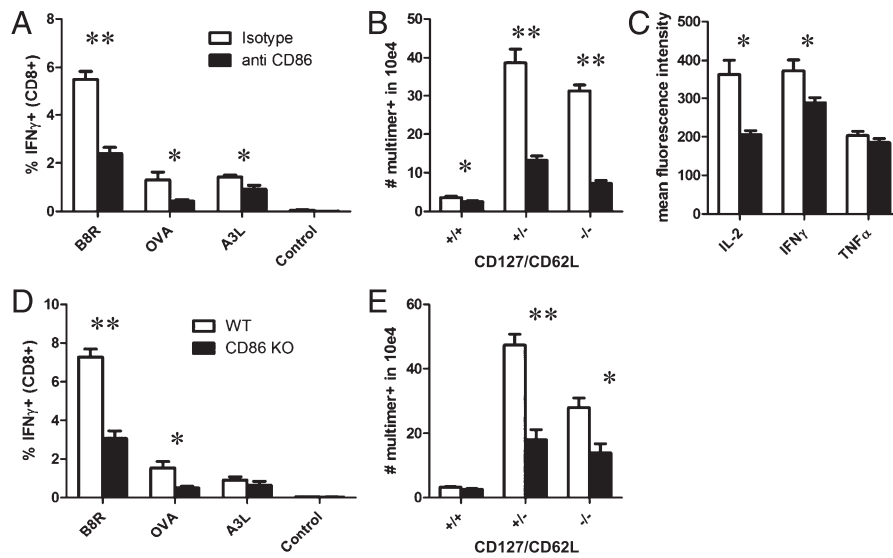 A
% IFNγ+ (CD8+)
8
6
4
2
0
**
*
*
Isotype
anti CD86
B8R
OVA
A3L
Control
B
# multimer+ in 10e4
50
40
30
20
10
0
*
**
**
+/+
+/-
-/-
CD127/CD62L
C
mean fluorescence intensity
500
400
300
200
100
0
*
*
IL-2
IFNγ
TNFα
D
% IFNγ+ (CD8+)
10
8
6
4
2
0
**
*
WT
CD86 KO
B8R
OVA
A3L
Control
E
# multimer+ in 10e4
60
40
20
0
**
*
+/+
+/-
-/-
CD127/CD62L